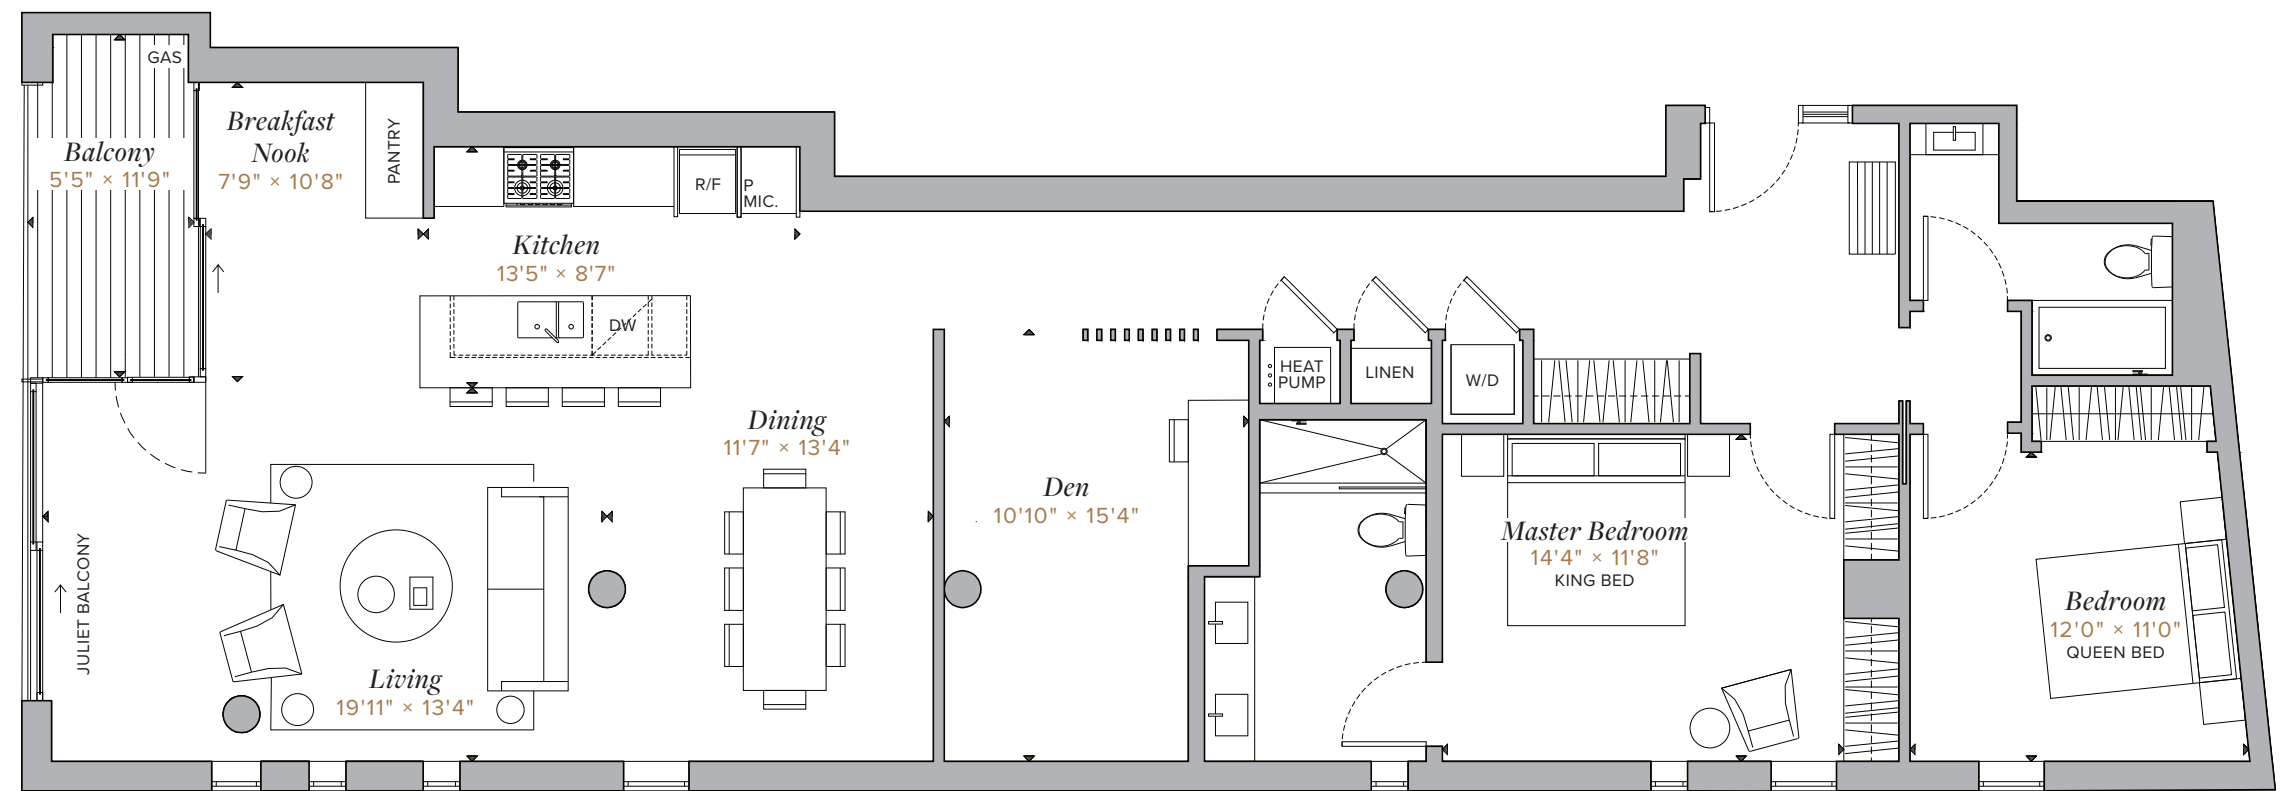 GAS
Balcony
5'5" × 11'9"
Breakfast
Nook
7'9" × 10'8"
PANTRY
R/F
P
MIC.
Kitchen
13'5" × 8'7"
DW
Dining
11'7" × 13'4"
JULIET BALCONY
Living
19'11" × 13'4"
Den
10'10" × 15'4"
HEAT
PUMP
LINEN
W/D
Master Bedroom
14'4" × 11'8"
KING BED
Bedroom
12'0" × 11'0"
QUEEN BED